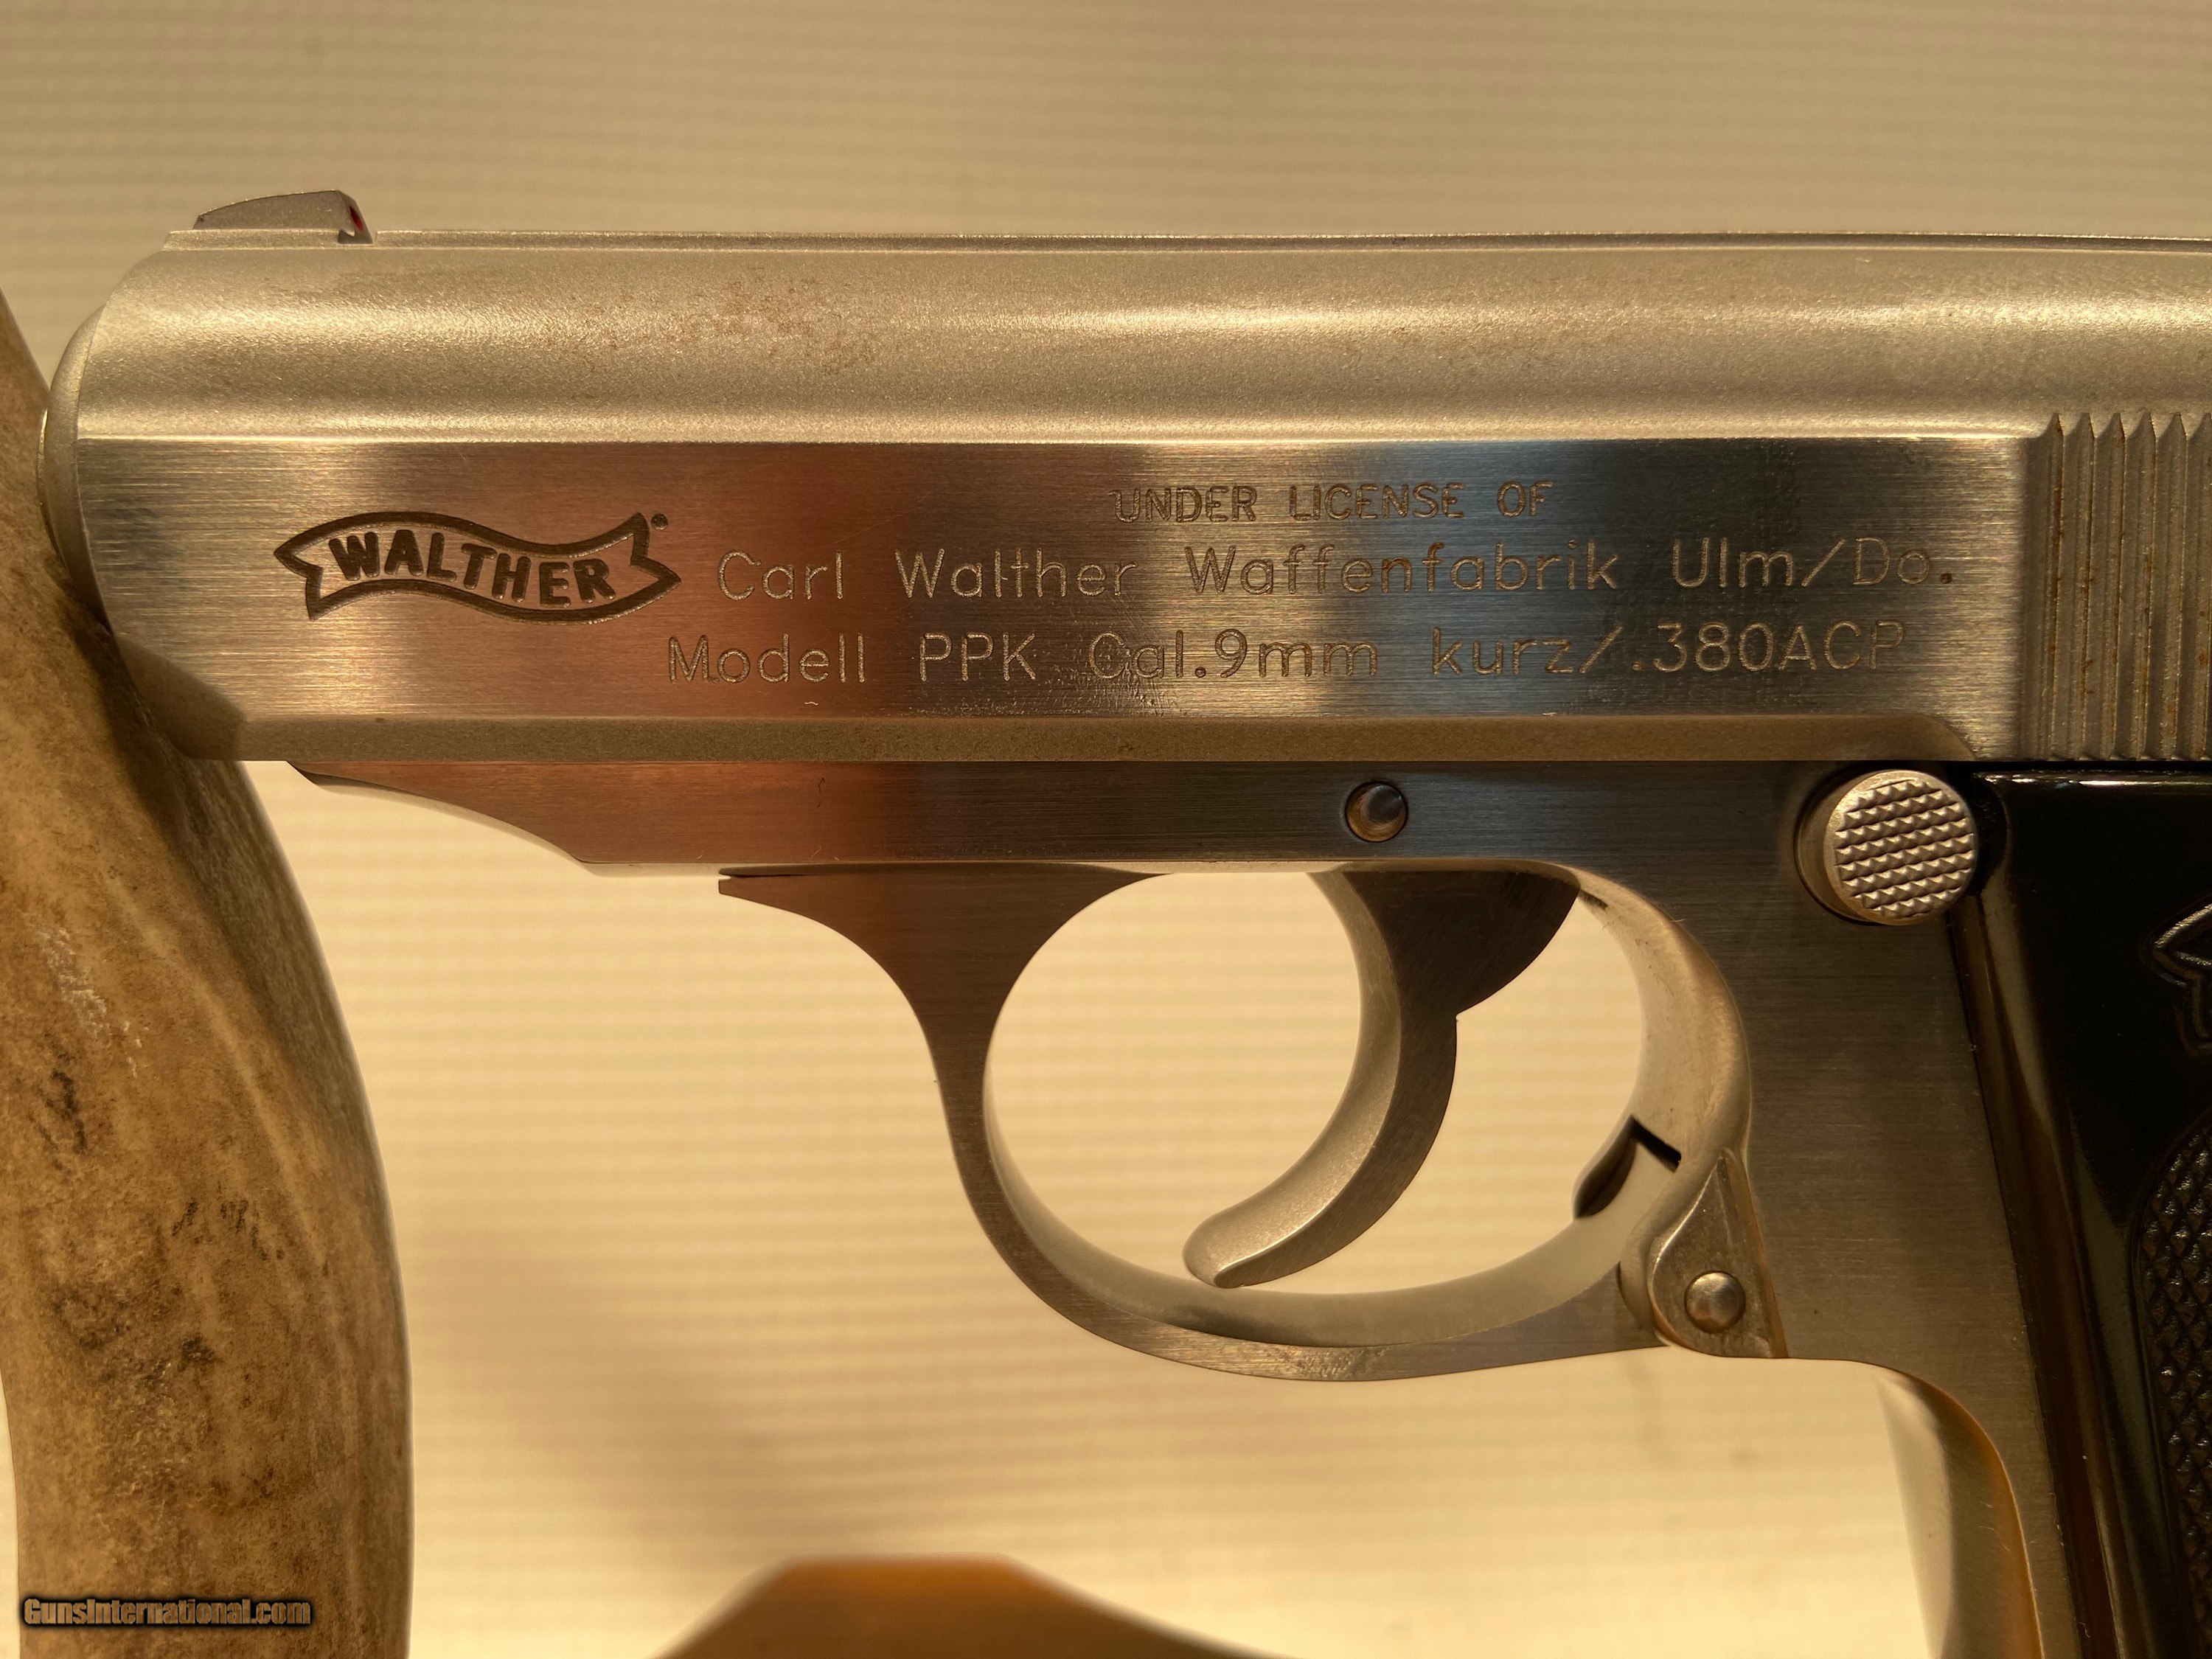 WALTHER
UNDER LICENSE OF
Carl Walther Waffenfabrik Ulm/Do.
Modell PPK Cal.9mm kurz/.380ACP
GunsInternational.com